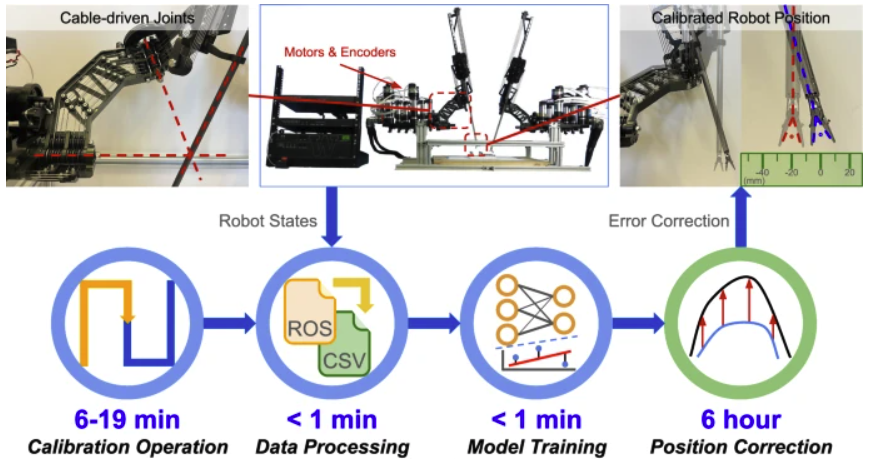 Cable-driven Joints
Motors & Encoders
Calibrated Robot Position
-40 -20 0 20
(mm)
Robot States
Error Correction
ROS
CSV
6-19 min
< 1 min
< 1 min
6 hour
Calibration Operation
Data Processing
Model Training
Position Correction